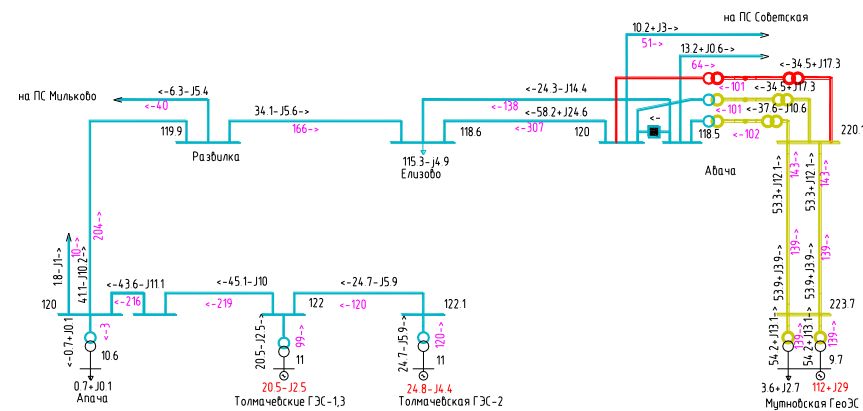 на ПС Советская
10.2+J3->
51->
13.2+J0.6->
64->
<-34.5+J17.3
<-101
<-34.5+J17.3
<-101
<-37.6-J10.6
<-102
на ПС Мильково
<-6.3-J5.4
<-40
34.1-J5.6->
166->
<-24.3-J14.4
<-138
<-58.2+J24.6
<-307
<-
119.9
118.6
120
118.5
220.1
Развилка
115.3-J4.9
Елизово
Авача
53.3+J12.1->
143->
53.3+J12.1->
143->
204->
41.1-J10.2->
1.8-J1->
10->
139->
53.9+J3.9->
139->
53.9+J3.9->
<-43.6-J11.1
<-216
<-45.1-J10
<-219
<-24.7-J5.9
<-120
120
122
122.1
223.7
<-0.7+J0.1
<-3
20.5-J2.5->
99->
24.7-J5.9->
120->
54.2+J13.1->
139->
54.2+J13.1->
139->
10.6
11
11
9.7
0.7+J0.1
Апача
20.5-J2.5
Толмачевские ГЭС-1,3
24.8-J4.4
Толмачевская ГЭС-2
3.6+J2.7
112+J29
Мутновская ГеоЭС